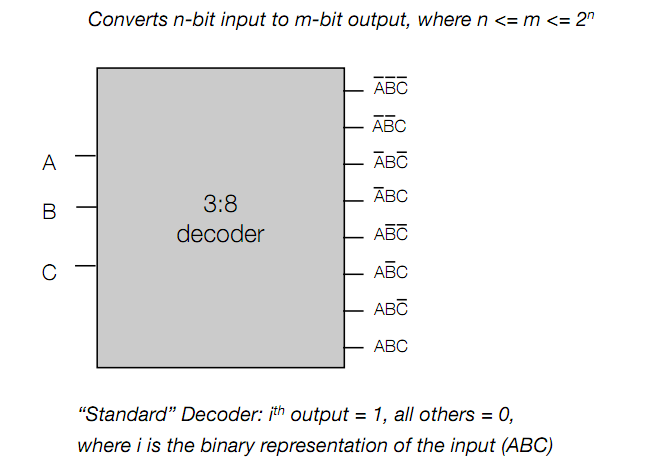 Converts n-bit input to m-bit output, where n <= m <= 2ⁿ
A̅B̅C̅
A̅B̅C
A̅BC̅
A
A̅BC
3:8
B
decoder
AB̅C̅
C
AB̅C
ABC̅
ABC
“Standard” Decoder: iᵗʰ output = 1, all others = 0,
where i is the binary representation of the input (ABC)